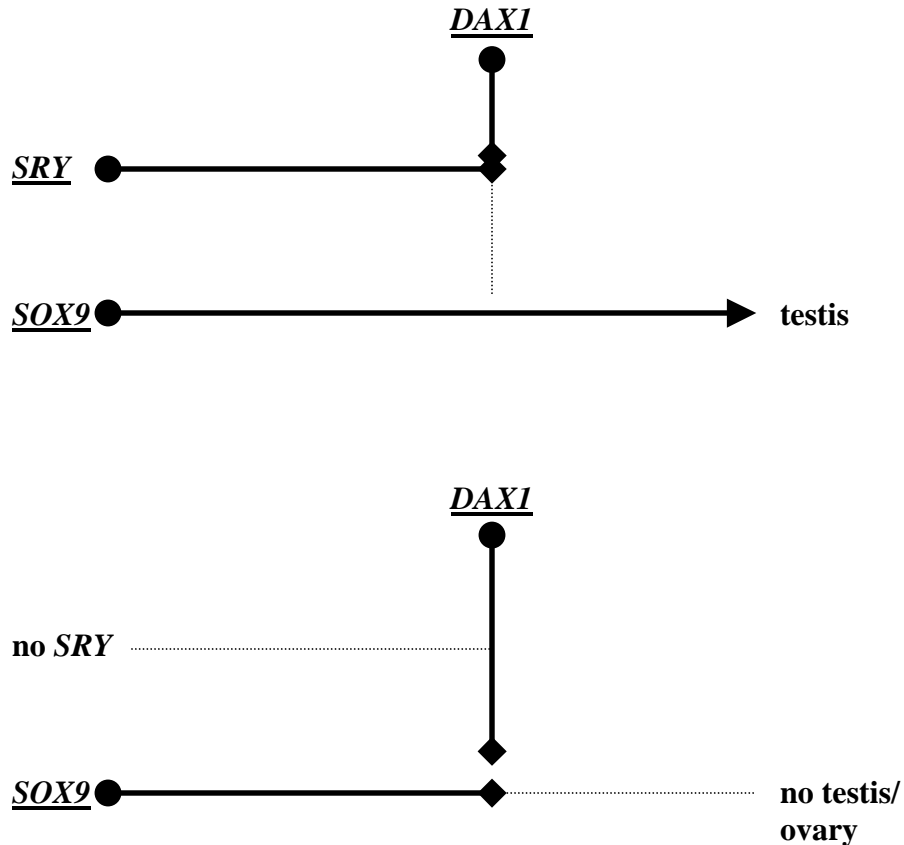 DAX1
SRY
SOX9
testis
DAX1
no SRY
SOX9
no testis/
ovary